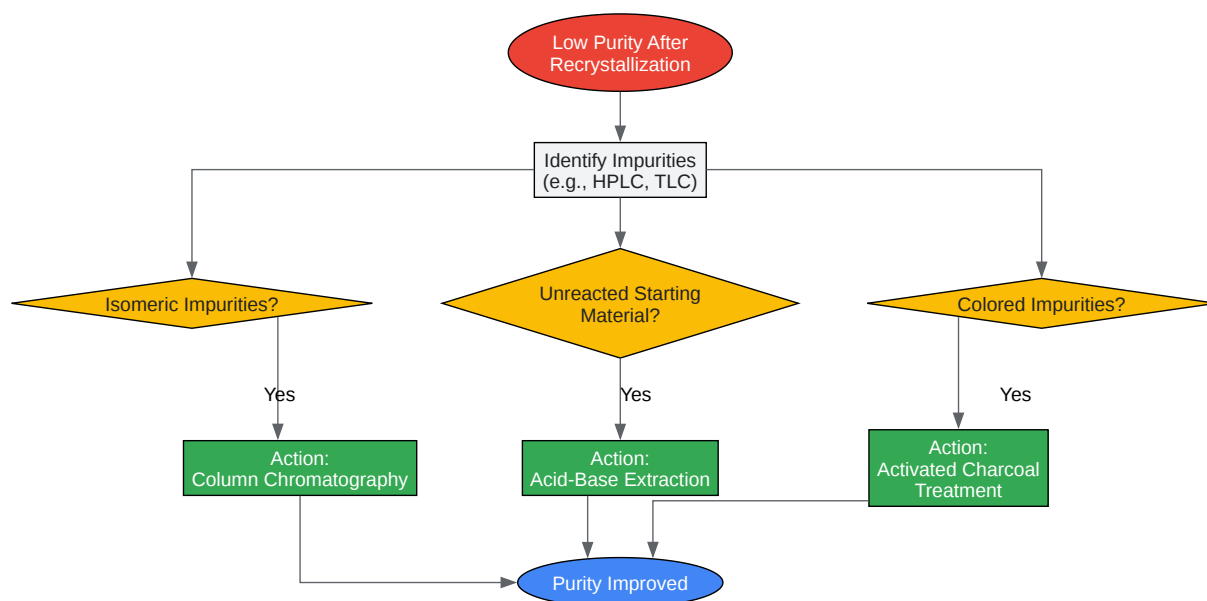 Low Purity After
Recrystallization
Identify Impurities
(e.g., HPLC, TLC)
Isomeric Impurities?
Unreacted Starting
Material?
Colored Impurities?
Yes
Yes
Yes
Action:
Column Chromatography
Action:
Acid-Base Extraction
Action:
Activated Charcoal
Treatment
Purity Improved